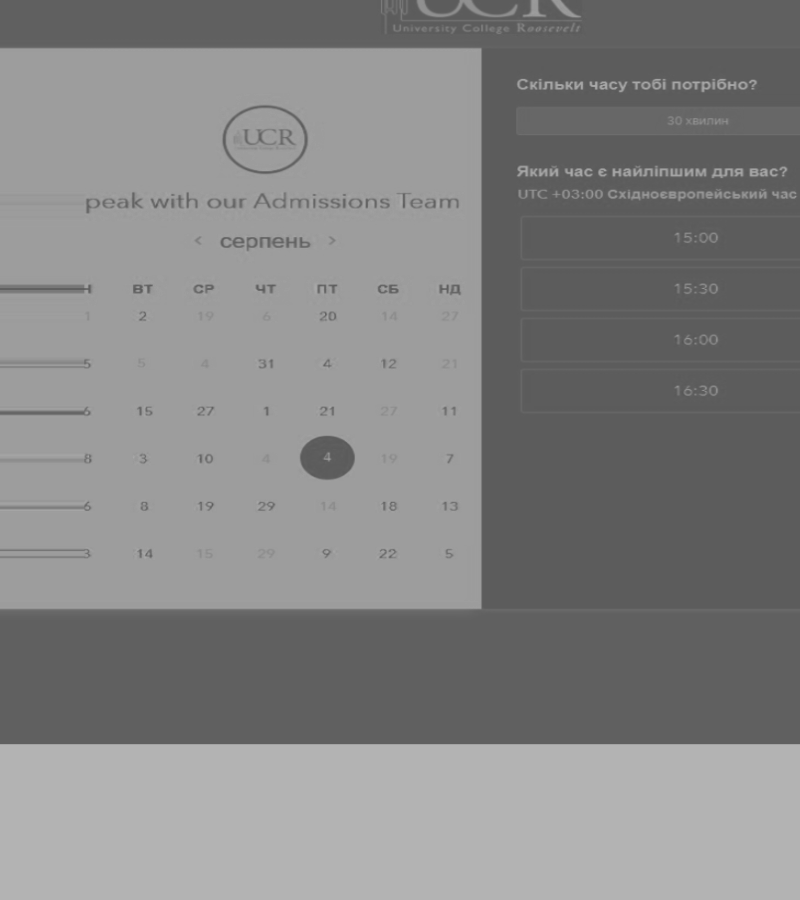 UCR
University College Roosevelt
UCR
peak with our Admissions Team
‹ серпень ›
Н ВТ СР ЧТ ПТ СБ НД
1 2 19 6 20 14 27
5 5 4 31 4 12 21
6 15 27 1 21 27 11
8 3 10 4 4 19 7
6 8 19 29 14 18 13
3 14 15 29 9 22 5
Скільки часу тобі потрібно?
30 хвилин
Який час є найліпшим для вас?
UTC +03:00 Східноєвропейський час
15:00
15:30
16:00
16:30